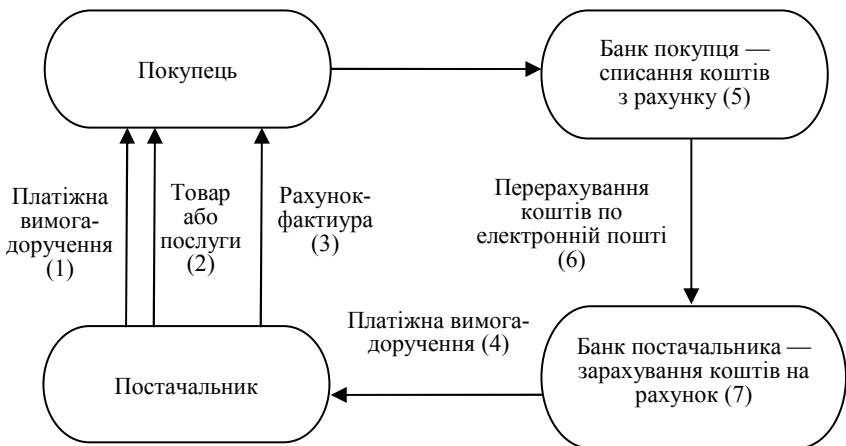 Покупець
Банк покупця —
списання коштів
з рахунку (5)
Платіжна
вимога-
доручення
(1)
Товар
або
послуги
(2)
Рахунок-
фактиура
(3)
Перерахування
коштів по
електронній пошті
(6)
Платіжна вимога-
доручення (4)
Постачальник
Банк постачальника —
зарахування коштів на
рахунок (7)